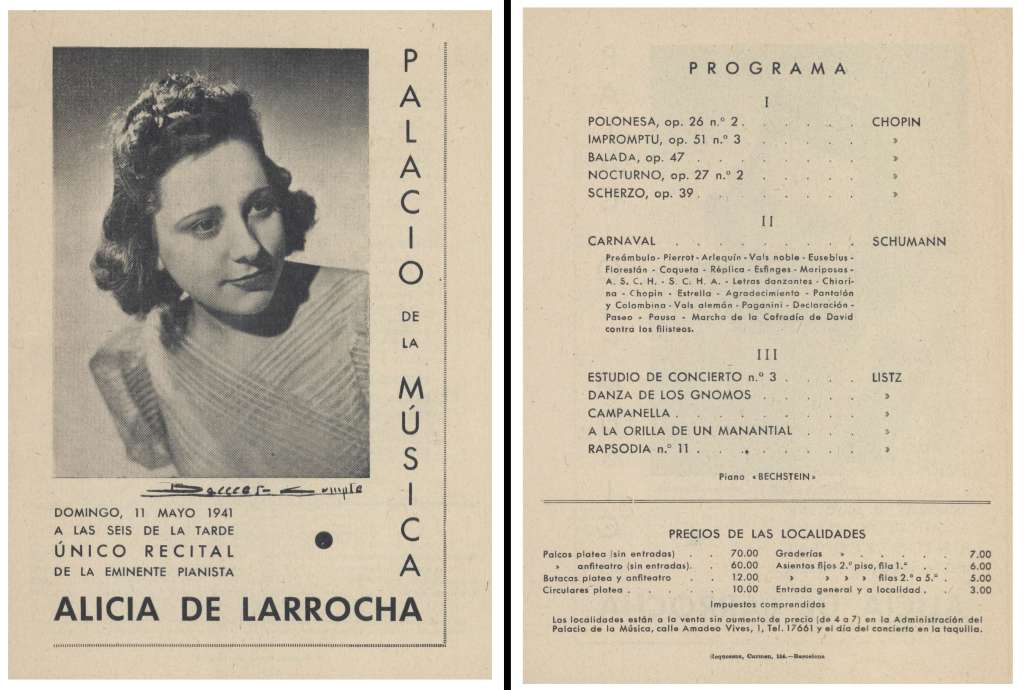 PALACIO DE LA MÚSICA
DOMINGO, 11 MAYO 1941
A LAS SEIS DE LA TARDE
ÚNICO RECITAL
DE LA EMINENTE PIANISTA
ALICIA DE LARROCHA
PROGRAMA
I
POLONESA, op. 26 n.º 2 . . . . . . CHOPIN
IMPROMPTU, op. 51 n.º 3 . . . . . . . »
BALADA, op. 47 . . . . . . . . »
NOCTURNO, op. 27 n.º 2 . . . . . . »
SCHERZO, op. 39 . . . . . . . . »
II
CARNAVAL . . . . . . . . . SCHUMANN
Preámbulo - Pierrot - Arlequín - Vals noble - Eusebius -
Florestán - Coqueta - Réplica - Esfinges - Mariposas -
A. S. C. H. - S. C. H. A. - Letras danzantes - Chiari-
na - Chopin - Estrella - Agradecimiento - Pantalón
y Colombina - Vals alemán - Paganini - Declaración -
Paseo - Pausa - Marcha de la Cofradía de David
contra los filisteos.
III
ESTUDIO DE CONCIERTO n.º 3 . . . . LISTZ
DANZA DE LOS GNOMOS . . . . . . »
CAMPANELLA . . . . . . . . . »
A LA ORILLA DE UN MANANTIAL . . . . »
RAPSODIA n.º 11 . . . . . . . . »
Piano «BECHSTEIN»
PRECIOS DE LAS LOCALIDADES
Palcos platea (sin entradas) . . 70.00
» anfiteatro (sin entradas). . 60.00
Butacas platea y anfiteatro . . 12.00
Circulares platea . . . . . 10.00
Graderías » . . . . . 7.00
Asientos fijos 2.º piso, fila 1.ª . . 6.00
» » » » filas 2.ª a 5.ª . 5.00
Entrada general y a localidad . . 3.00
Impuestos comprendidos
Las localidades están a la venta sin aumento de precio (de 4 a 7) en la Administración del
Palacio de la Música, calle Amadeo Vives, 1, Tel. 17661 y el día del concierto en la taquilla.
Carmen, Barcelona